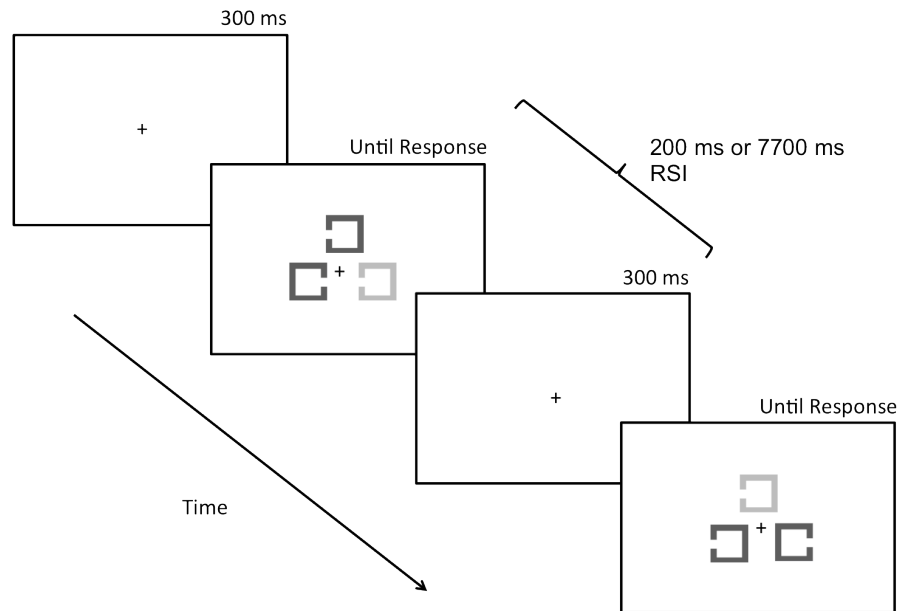 300 ms
+
Until Response
+
200 ms or 7700 ms
RSI
300 ms
+
Until Response
+
Time